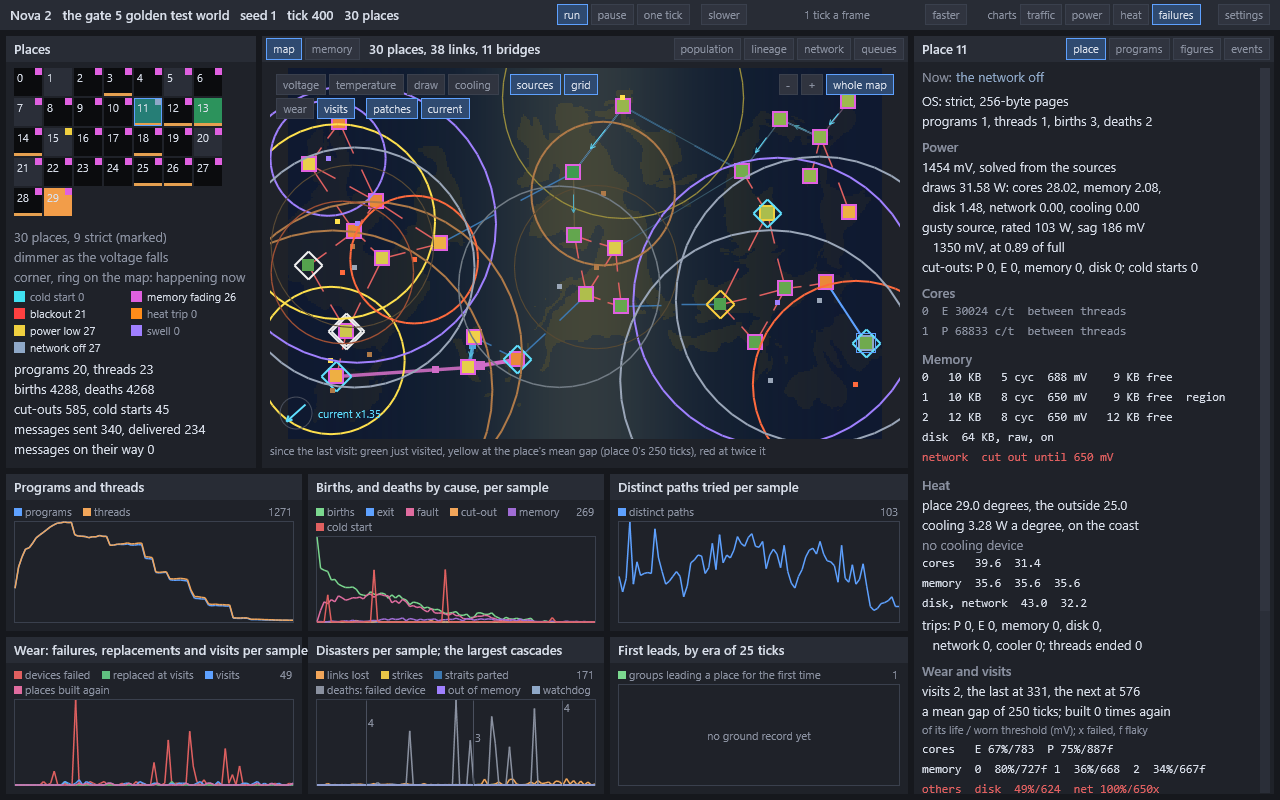 Nova 2 the gate 5 golden test world seed 1 tick 400 30 places
run pause one tick slower 1 tick a frame faster charts traffic power heat failures settings
Places
0 1 2 3 4 5 6
7 8 9 10 11 12 13
14 15 16 17 18 19 20
21 22 23 24 25 26 27
28 29
30 places, 9 strict (marked)
dimmer as the voltage falls
corner, ring on the map: happening now
cold start 0 memory fading 26
blackout 21 heat trip 0
power low 27 swell 0
network off 27
programs 20, threads 23
births 4288, deaths 4268
cut-outs 585, cold starts 45
messages sent 340, delivered 234
messages on their way 0
map memory 30 places, 38 links, 11 bridges population lineage network queues
voltage temperature draw cooling sources grid - + whole map
wear visits patches current
current x1.35
since the last visit: green just visited, yellow at the place's mean gap (place 0's 250 ticks), red at twice it
Place 11 place programs figures events
Now: the network off
OS: strict, 256-byte pages
programs 1, threads 1, births 3, deaths 2
Power
1454 mV, solved from the sources
draws 31.58 W: cores 28.02, memory 2.08,
disk 1.48, network 0.00, cooling 0.00
gusty source, rated 103 W, sag 186 mV
1350 mV, at 0.89 of full
cut-outs: P 0, E 0, memory 0, disk 0; cold starts 0
Cores
0 E 30024 c/t between threads
1 P 68833 c/t between threads
Memory
0 10 KB 5 cyc 688 mV 9 KB free
1 10 KB 8 cyc 650 mV 9 KB free region
2 12 KB 8 cyc 650 mV 12 KB free
disk 64 KB, raw, on
network cut out until 650 mV
Heat
place 29.0 degrees, the outside 25.0
cooling 3.28 W a degree, on the coast
no cooling device
cores 39.6 31.4
memory 35.6 35.6 35.6
disk, network 43.0 32.2
trips: P 0, E 0, memory 0, disk 0,
network 0, cooler 0; threads ended 0
Wear and visits
visits 2, the last at 331, the next at 576
a mean gap of 250 ticks; built 0 times again
of its life / worn threshold (mV); x failed, f flaky
cores E 67%/783 P 75%/887f
memory 0 80%/727f 1 36%/668 2 34%/667f
others disk 49%/624 net 100%/650x
Programs and threads
programs threads 1271
Births, and deaths by cause, per sample
births exit fault cut-out memory 269
cold start
Distinct paths tried per sample
distinct paths 103
Wear: failures, replacements and visits per sample
devices failed replaced at visits visits 49
places built again
Disasters per sample; the largest cascades
links lost strikes straits parted 171
deaths: failed device out of memory watchdog
4
3
4
First leads, by era of 25 ticks
groups leading a place for the first time 1
no ground record yet